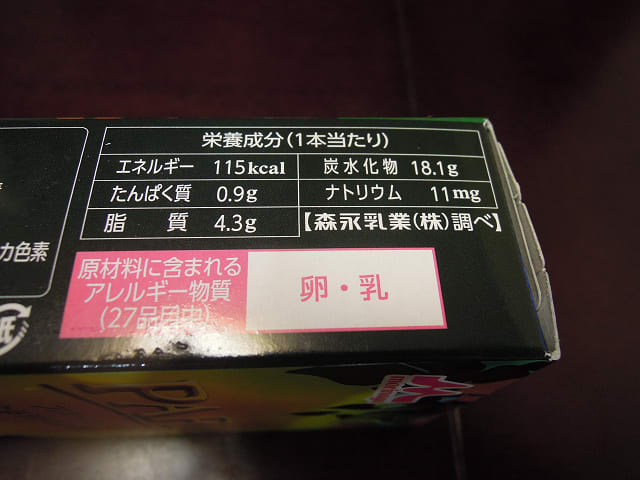 栄養成分(1本当たり)
エネルギー 115kcal 炭水化物 18.1g
たんぱく質 0.9g ナトリウム 11mg
脂質 4.3g 【森永乳業(株)調べ】
カ色素
原材料に含まれる
アレルギー物質
(27品目中)
卵・乳
紙